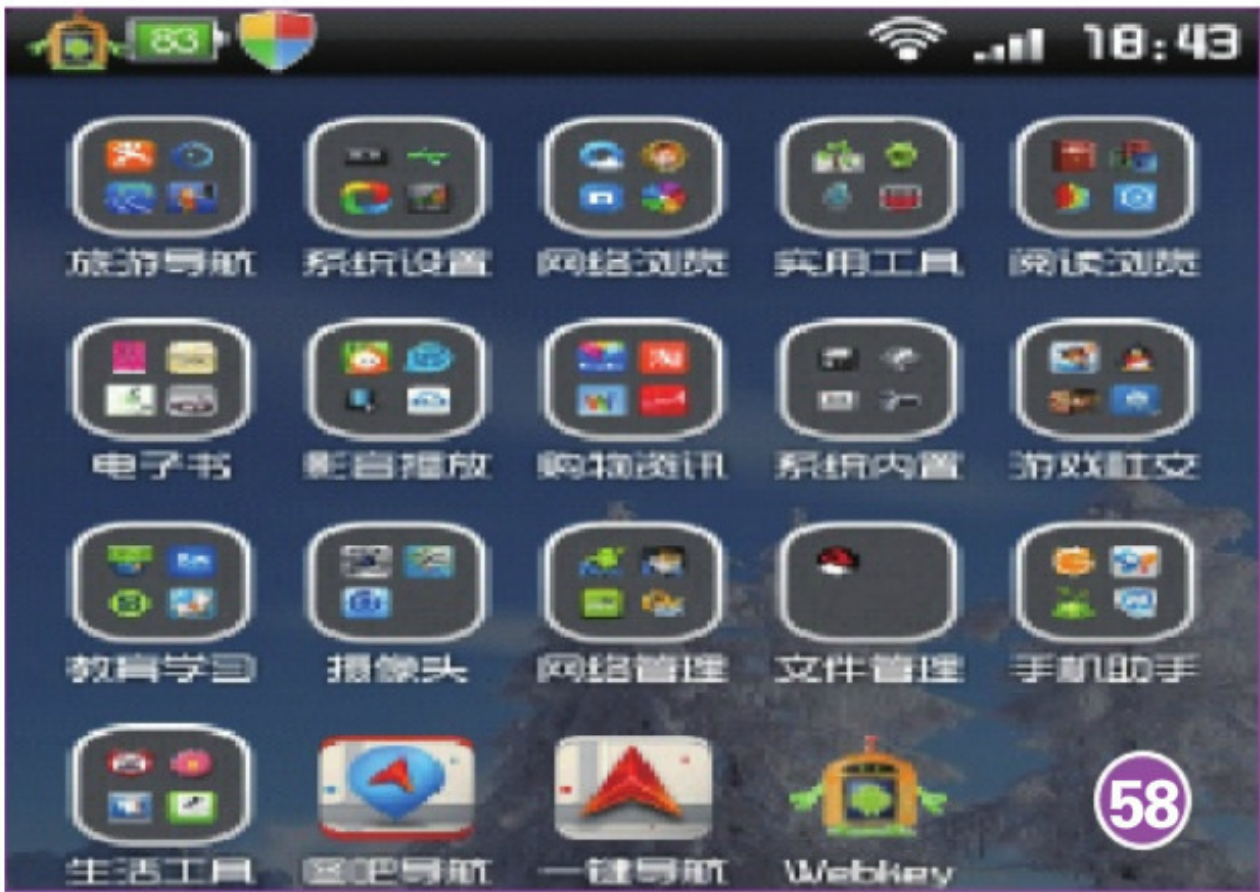 83 18:43
旅游导航 系统设置 网络浏览 实用工具 阅读浏览
电子书 影音播放 购物资讯 系统内置 游戏社交
教育学习 摄像头 网络管理 文件管理 手机助手
生活工具 图吧导航 一键导航 Webkey
58